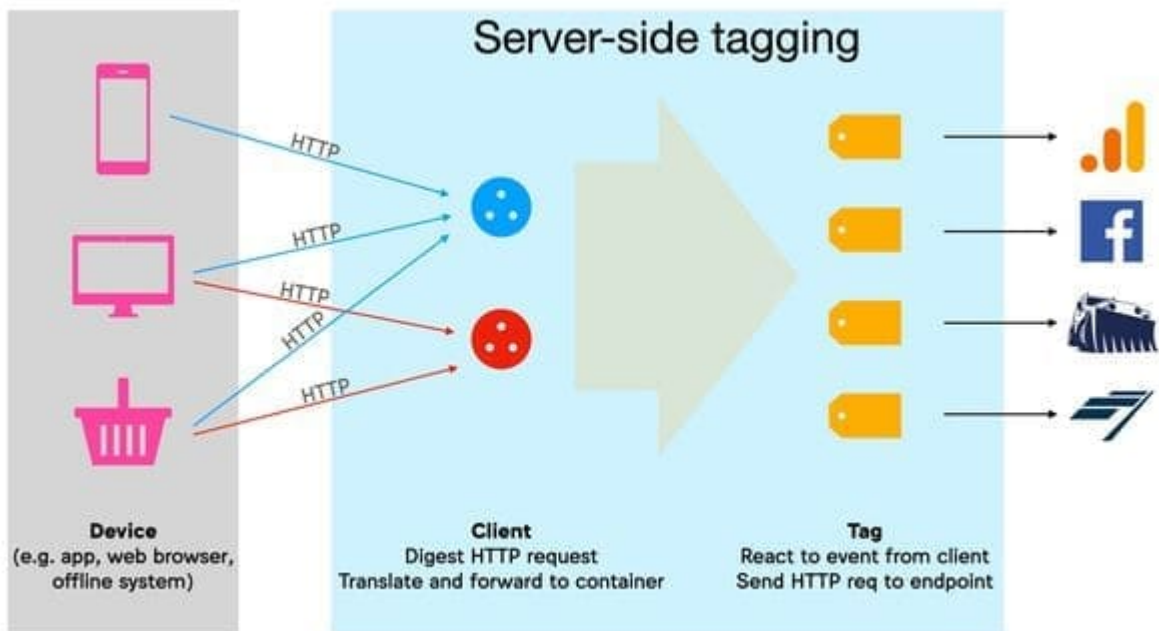 Server-side tagging
HTTP
HTTP
HTTP
HTTP
HTTP
Device
(e.g. app, web browser,
offline system)
Client
Digest HTTP request
Translate and forward to container
Tag
React to event from client
Send HTTP req to endpoint